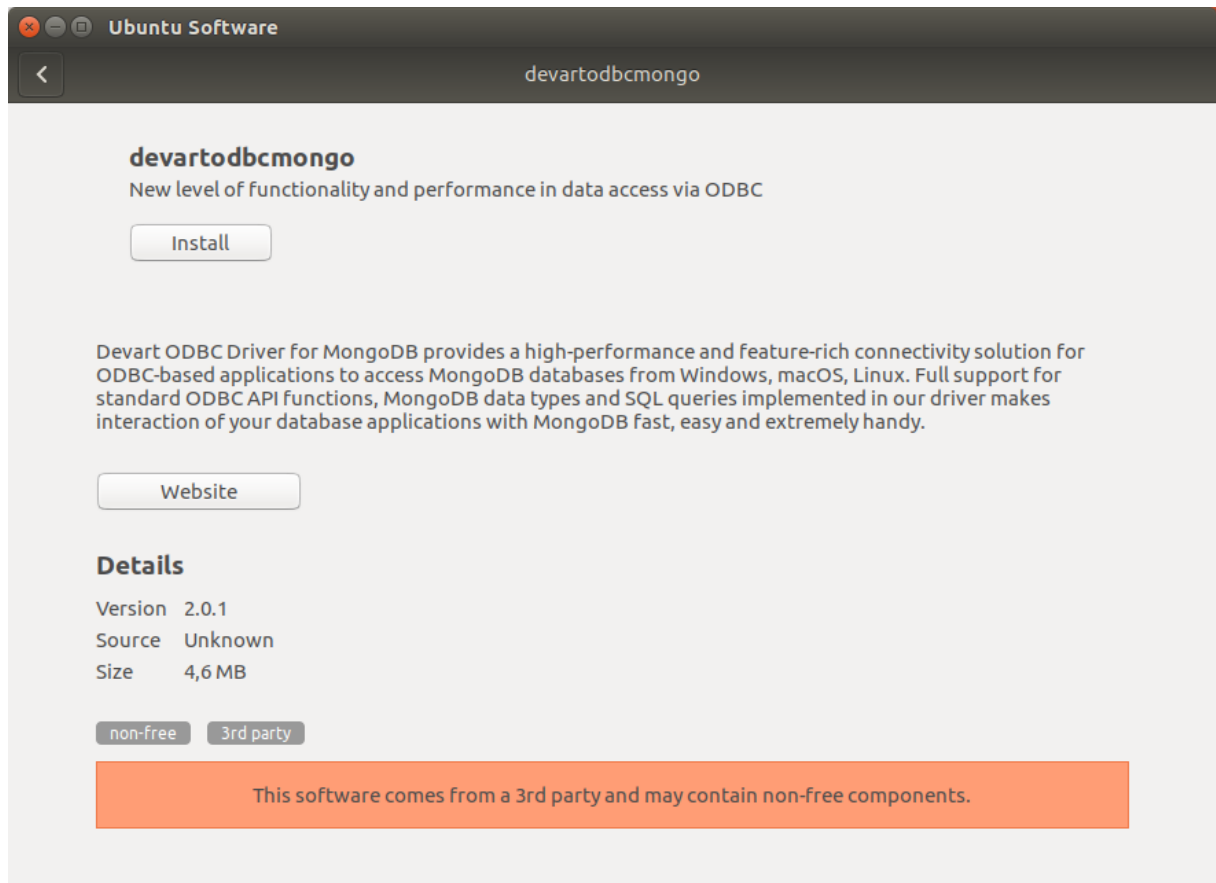 Ubuntu Software
devartodbcmongo
devartodbcmongo
New level of functionality and performance in data access via ODBC
Install
Devart ODBC Driver for MongoDB provides a high-performance and feature-rich connectivity solution for
ODBC-based applications to access MongoDB databases from Windows, macOS, Linux. Full support for
standard ODBC API functions, MongoDB data types and SQL queries implemented in our driver makes
interaction of your database applications with MongoDB fast, easy and extremely handy.
Website
Details
Version 2.0.1
Source Unknown
Size 4,6 MB
non-free 3rd party
This software comes from a 3rd party and may contain non-free components.